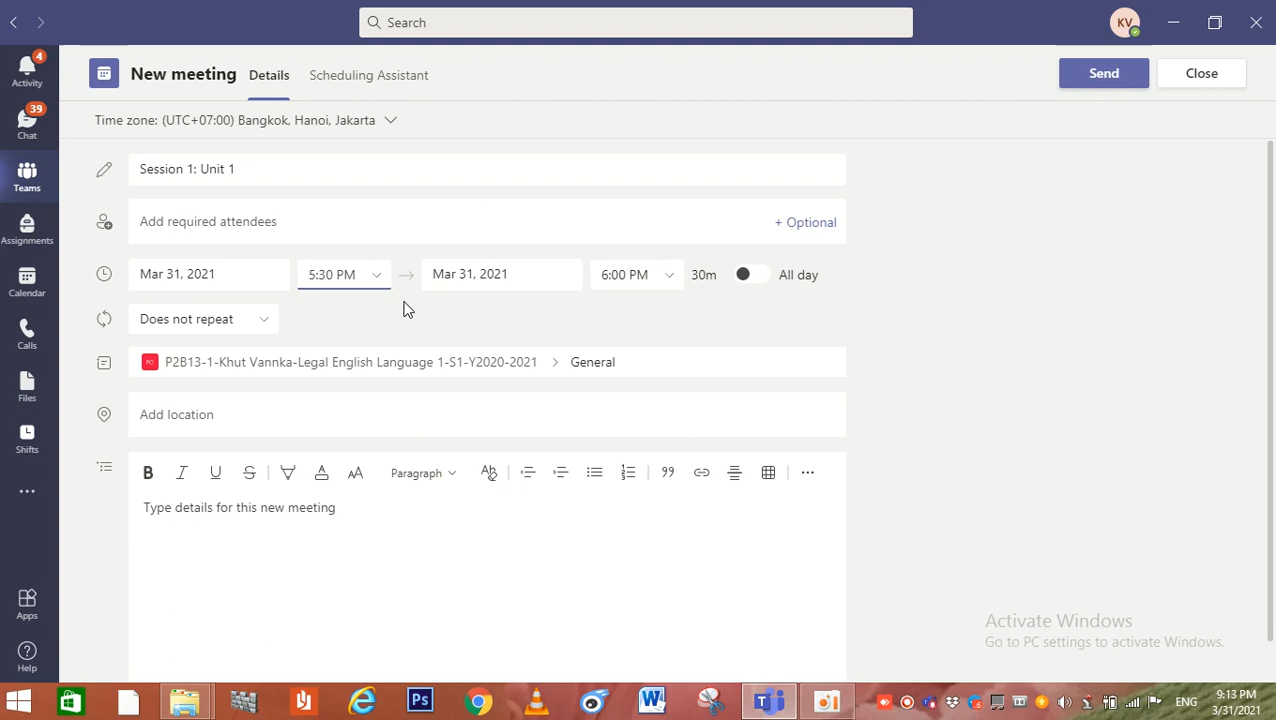 Search
KV
4
Activity
39
Chat
Teams
Assignments
Calendar
Calls
Files
Shifts
Apps
Help
New meeting Details Scheduling Assistant
Send Close
Time zone: (UTC+07:00) Bangkok, Hanoi, Jakarta
Session 1: Unit 1
Add required attendees + Optional
Mar 31, 2021 5:30 PM → Mar 31, 2021 6:00 PM 30m All day
Does not repeat
P2B13-1-Khut Vannka-Legal English Language 1-S1-Y2020-2021 > General
Add location
B I U S A AA Paragraph Ab
Type details for this new meeting
Activate Windows
Go to PC settings to activate Windows.
Ps
ENG
9:13 PM
3/31/2021